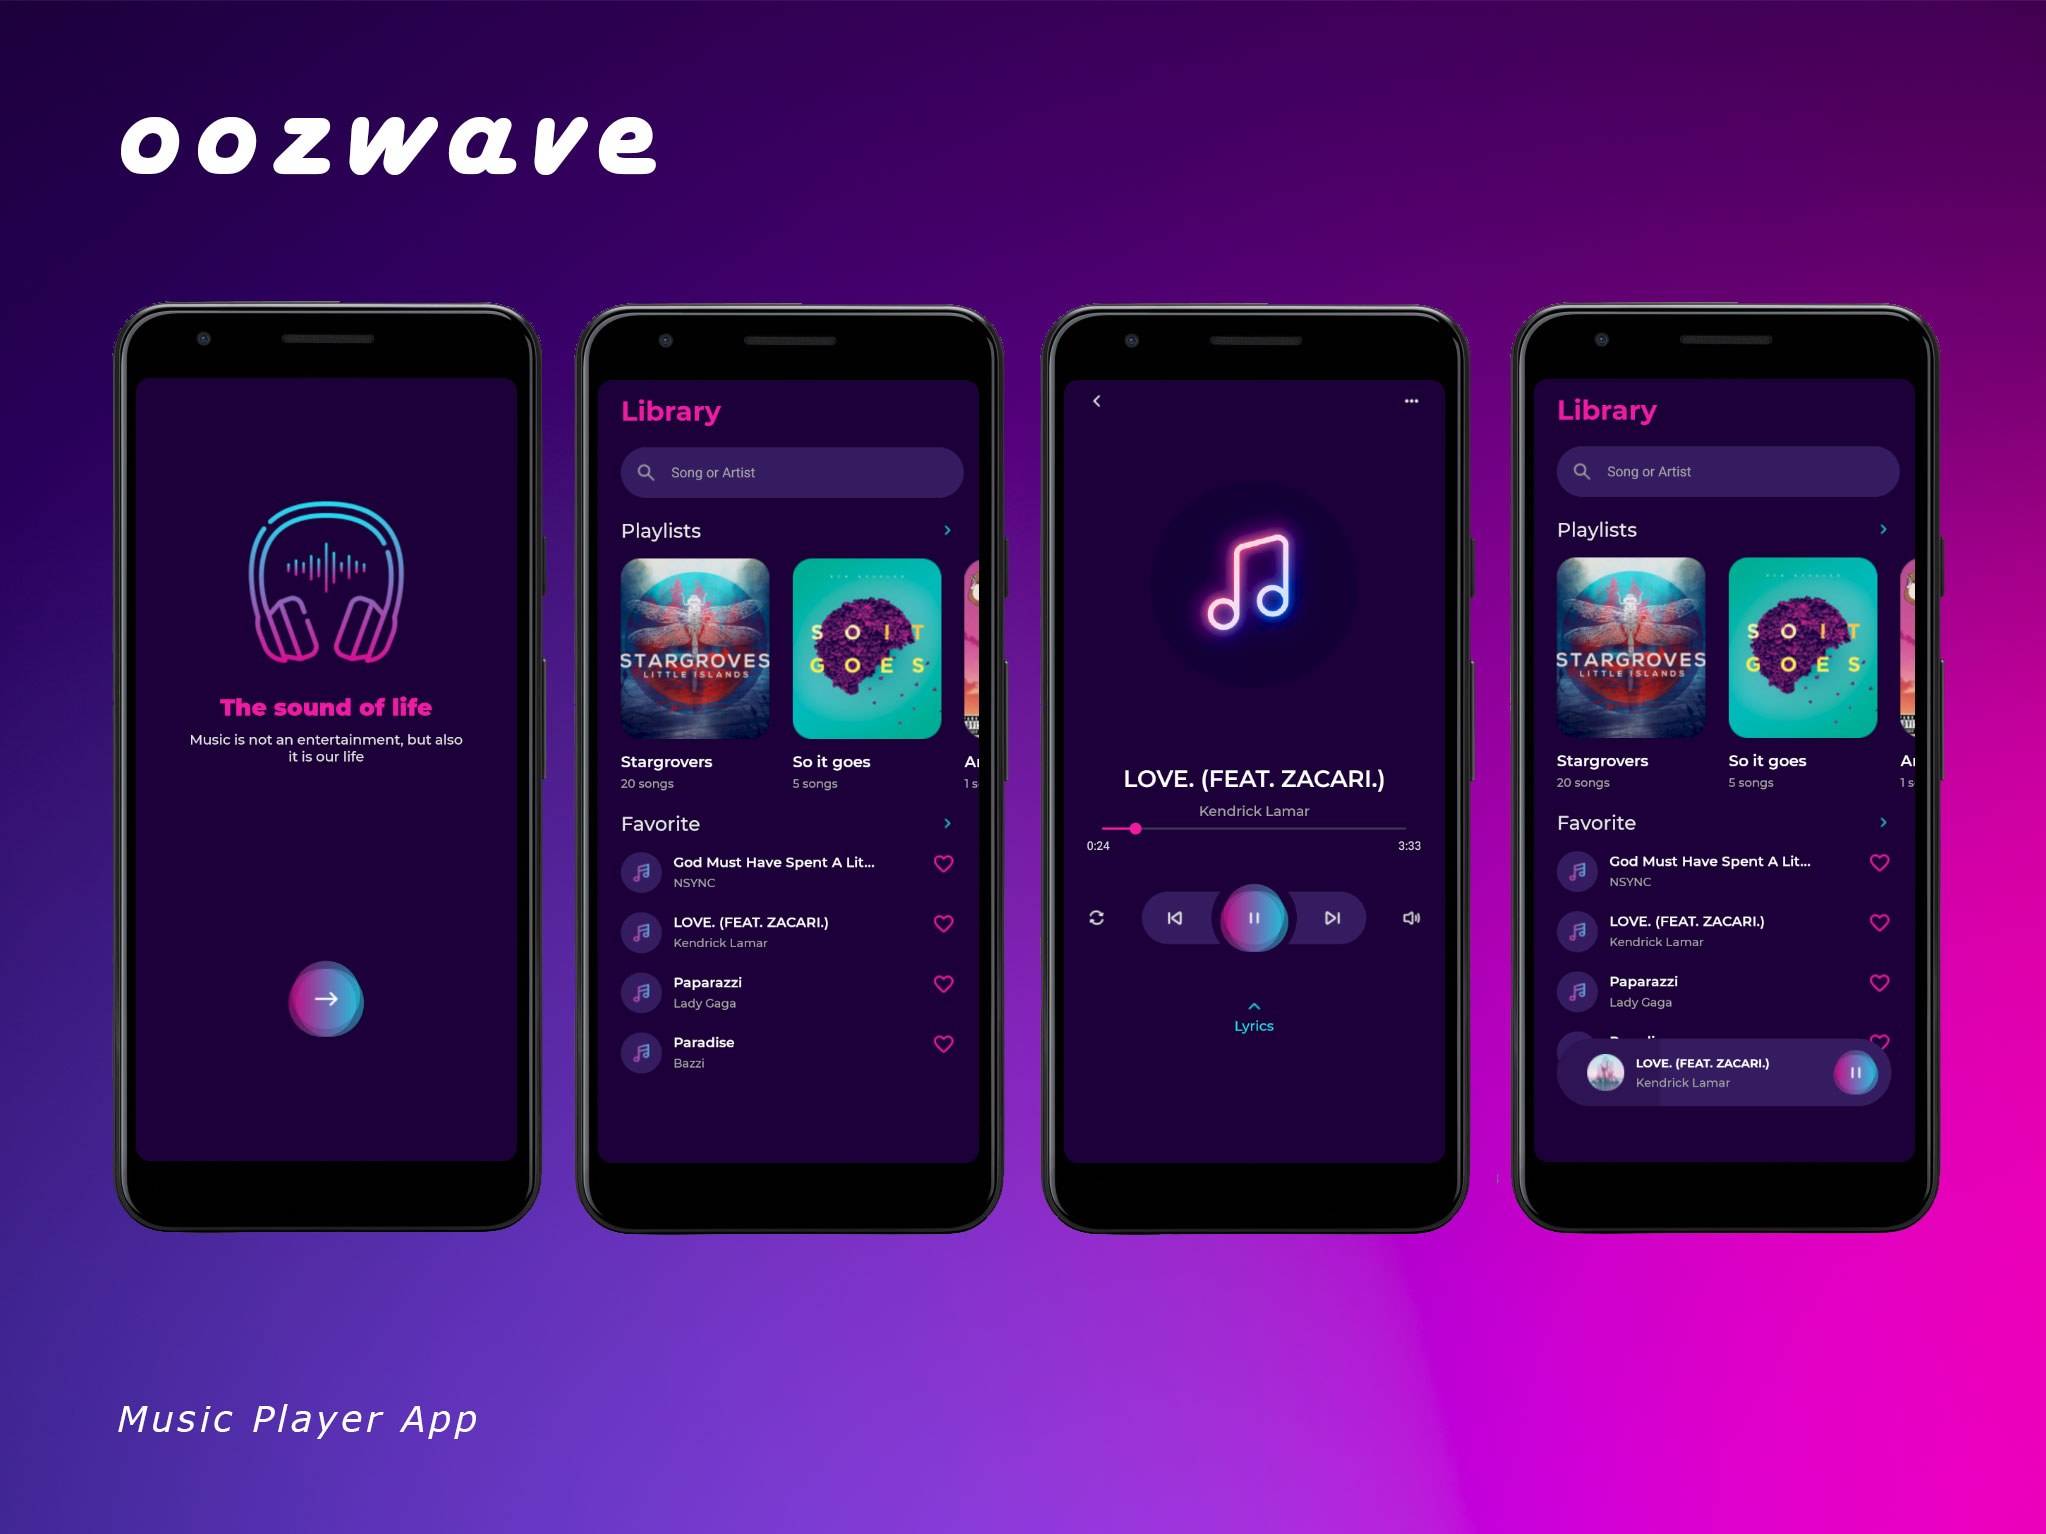 oozwave
The sound of life
Music is not an entertainment, but also
it is our life
Library
Song or Artist
Playlists
STARGROVES
LITTLE ISLANDS
SO IT
GOES
Stargrovers
20 songs
So it goes
5 songs
Favorite
God Must Have Spent A Lit...
NSYNC
LOVE. (FEAT. ZACARI.)
Kendrick Lamar
Paparazzi
Lady Gaga
Paradise
Bazzi
LOVE. (FEAT. ZACARI.)
Kendrick Lamar
0:24
3:33
Lyrics
Library
Song or Artist
Playlists
STARGROVES
LITTLE ISLANDS
SO IT
GOES
Stargrovers
20 songs
So it goes
5 songs
Favorite
God Must Have Spent A Lit...
NSYNC
LOVE. (FEAT. ZACARI.)
Kendrick Lamar
Paparazzi
Lady Gaga
LOVE. (FEAT. ZACARI.)
Kendrick Lamar
Music Player App